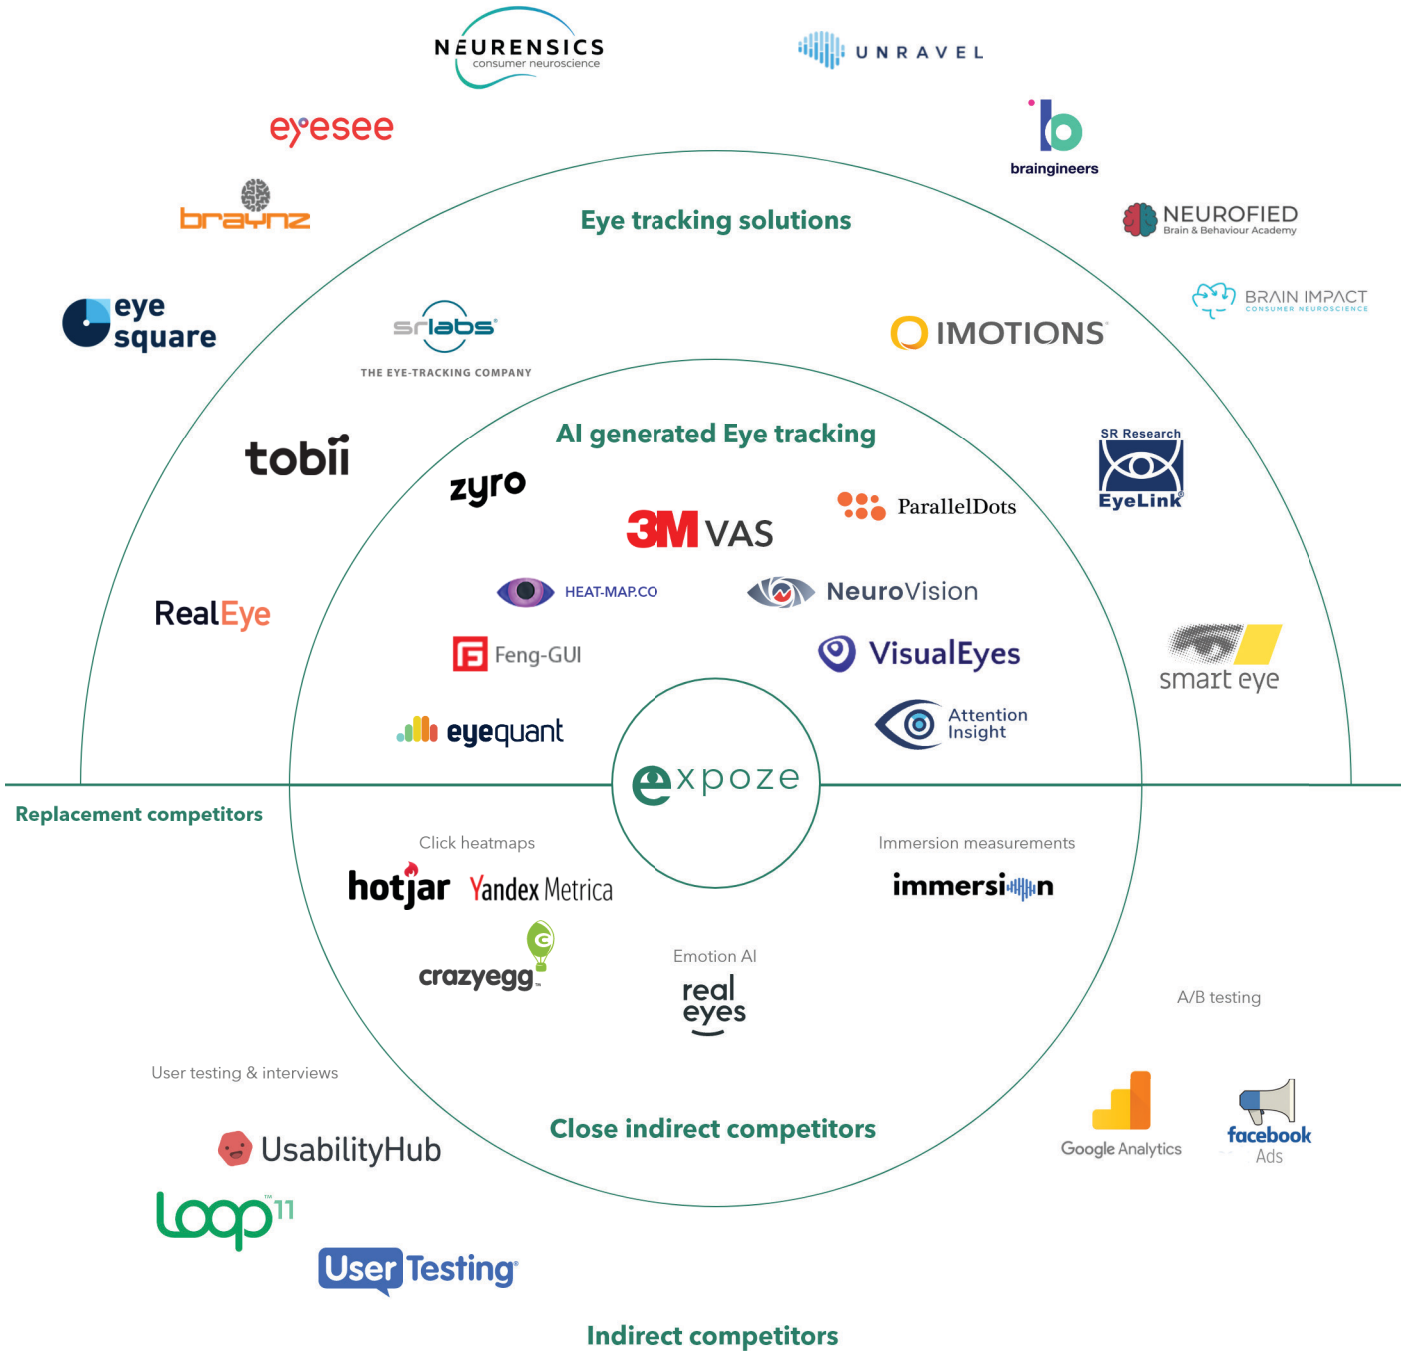 NEURENSICS
consumer neuroscience
UNRAVEL
eyesee
b
braingineers
braynz
NEUROFIED
Brain & Behaviour Academy
Eye tracking solutions
eye
square
BRAIN IMPACT
CONSUMER NEUROSCIENCE
srlabs®
THE EYE-TRACKING COMPANY
IMOTIONS
tobii
AI generated Eye tracking
SR Research
EyeLink®
zyro
ParallelDots
3M VAS
HEAT-MAP.CO
NeuroVision
RealEye
Feng-GUI
VisualEyes
smart eye
eyequant
Attention
Insight
expoze
Replacement competitors
Click heatmaps
Immersion measurements
hotjar
Yandex Metrica
immersion
crazyegg™
Emotion AI
real
eyes
A/B testing
User testing & interviews
Close indirect competitors
UsabilityHub
Google Analytics
facebook
Ads
Loop™11
UserTesting®
Indirect competitors